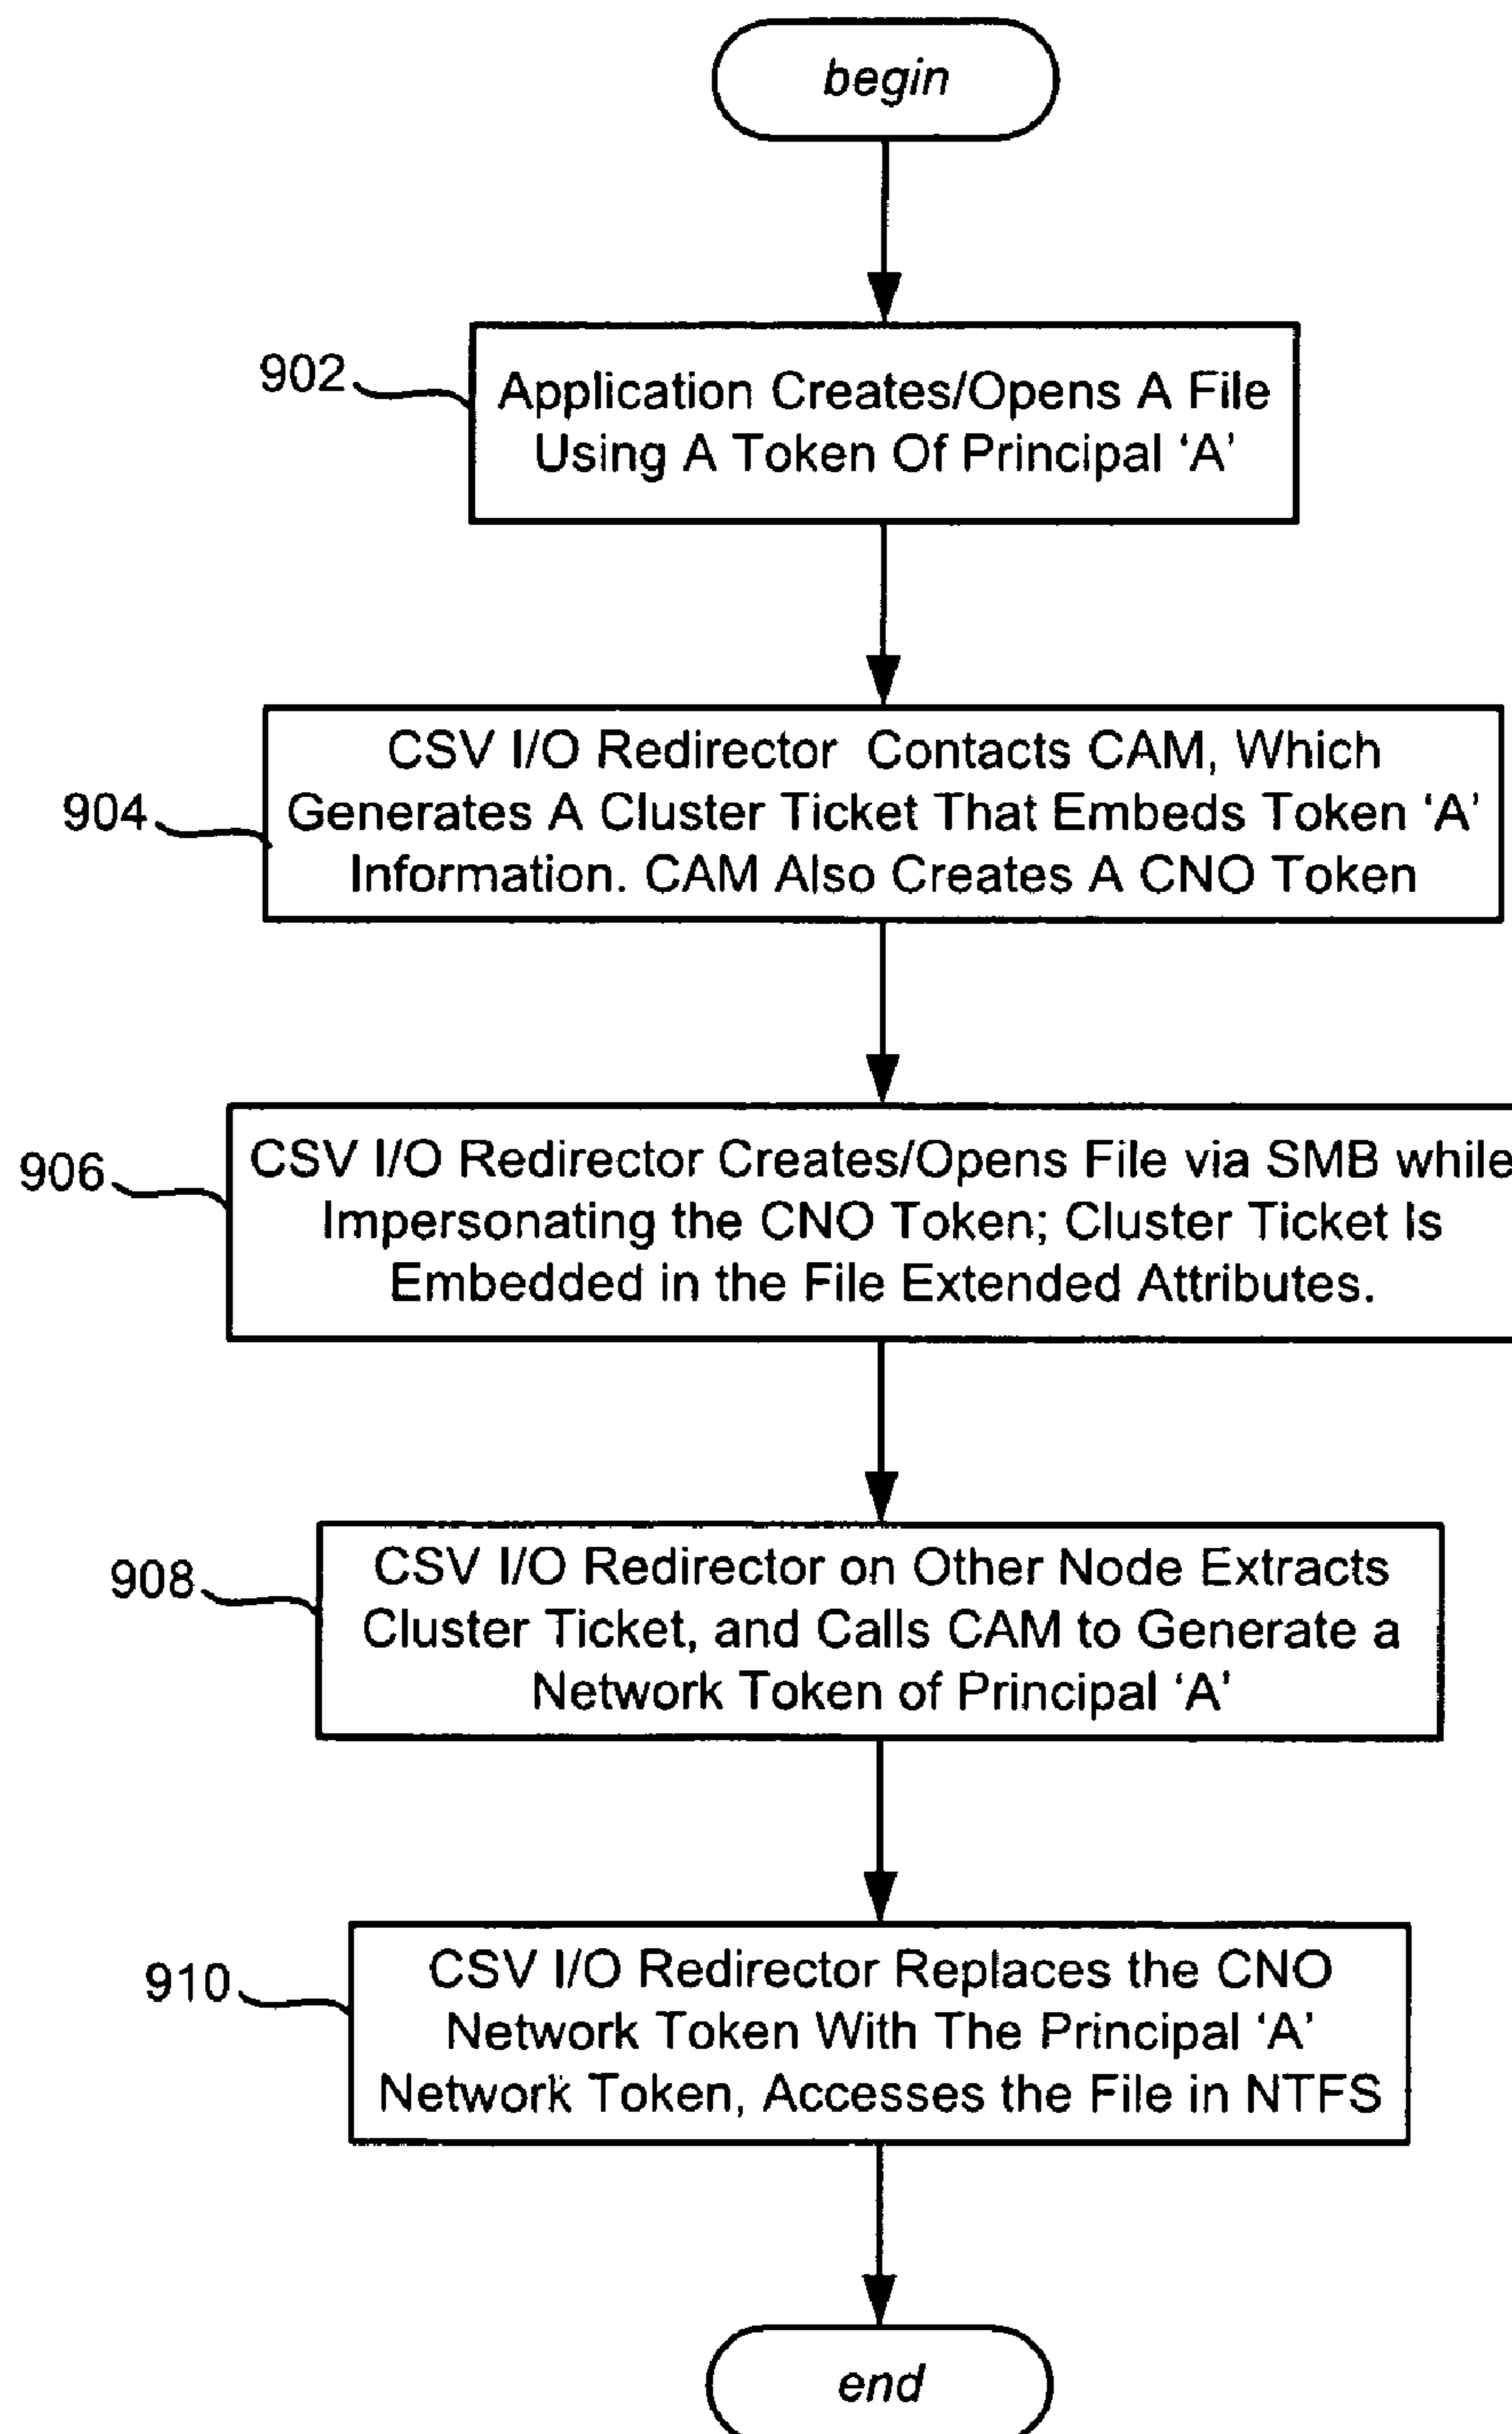 begin
902
Application Creates/Opens A File
Using A Token Of Principal ‘A’
904
CSV I/O Redirector Contacts CAM, Which
Generates A Cluster Ticket That Embeds Token ‘A’
Information. CAM Also Creates A CNO Token
906
CSV I/O Redirector Creates/Opens File via SMB while
Impersonating the CNO Token; Cluster Ticket Is
Embedded in the File Extended Attributes.
908
CSV I/O Redirector on Other Node Extracts
Cluster Ticket, and Calls CAM to Generate a
Network Token of Principal ‘A’
910
CSV I/O Redirector Replaces the CNO
Network Token With The Principal ‘A’
Network Token, Accesses the File in NTFS
end